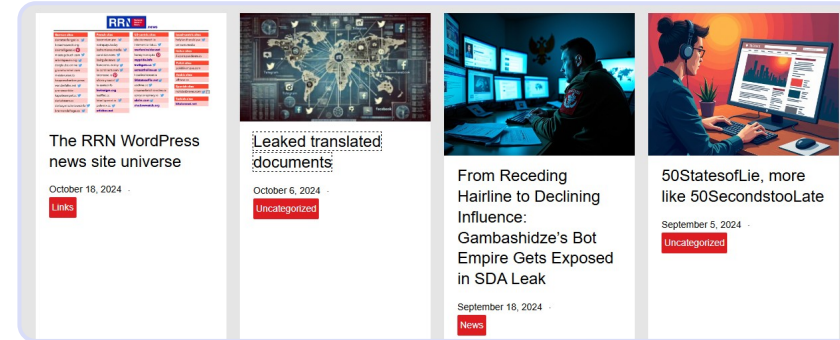 RRN
The RRN WordPress
news site universe
October 18, 2024 -
Links
Leaked translated
documents
October 6, 2024 -
Uncategorized
From Receding
Hairline to Declining
Influence:
Gambashidze’s Bot
Empire Gets Exposed
in SDA Leak
September 18, 2024 -
News
50StatesofLie, more
like 50SecondstooLate
September 5, 2024 -
Uncategorized